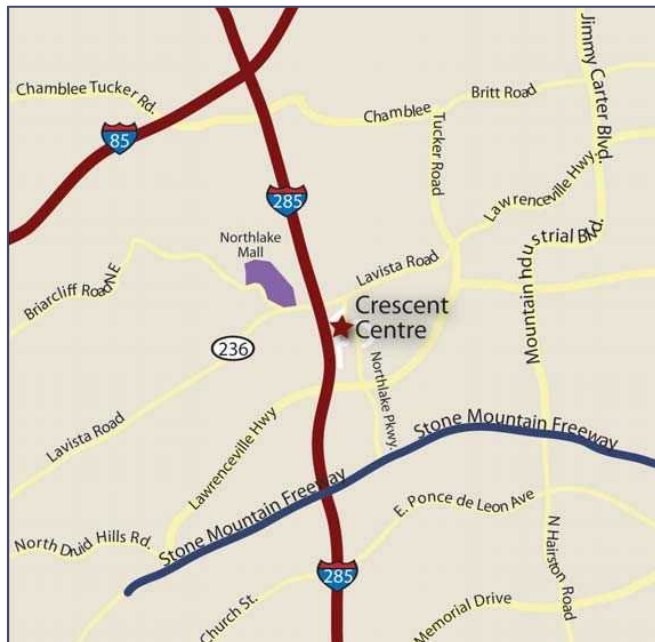 Jimmy Carter Blvd.
Chamblee Tucker Rd.
Britt Road
Chamblee
Tucker Road
85
285
Lawrenceville Hwy.
Northlake
Mall
Lavista Road
strial Blvd.
Briarcliff Road NE
Crescent
Centre
Mountain
236
Northlake Pkwy.
Stone Mountain Freeway
Lavista Road
Lawrenceville Hwy
Stone Mountain Freeway
E. Ponce de Leon Ave
North Druid Hills Rd.
N Hairston Road
285
Church St.
Memorial Drive